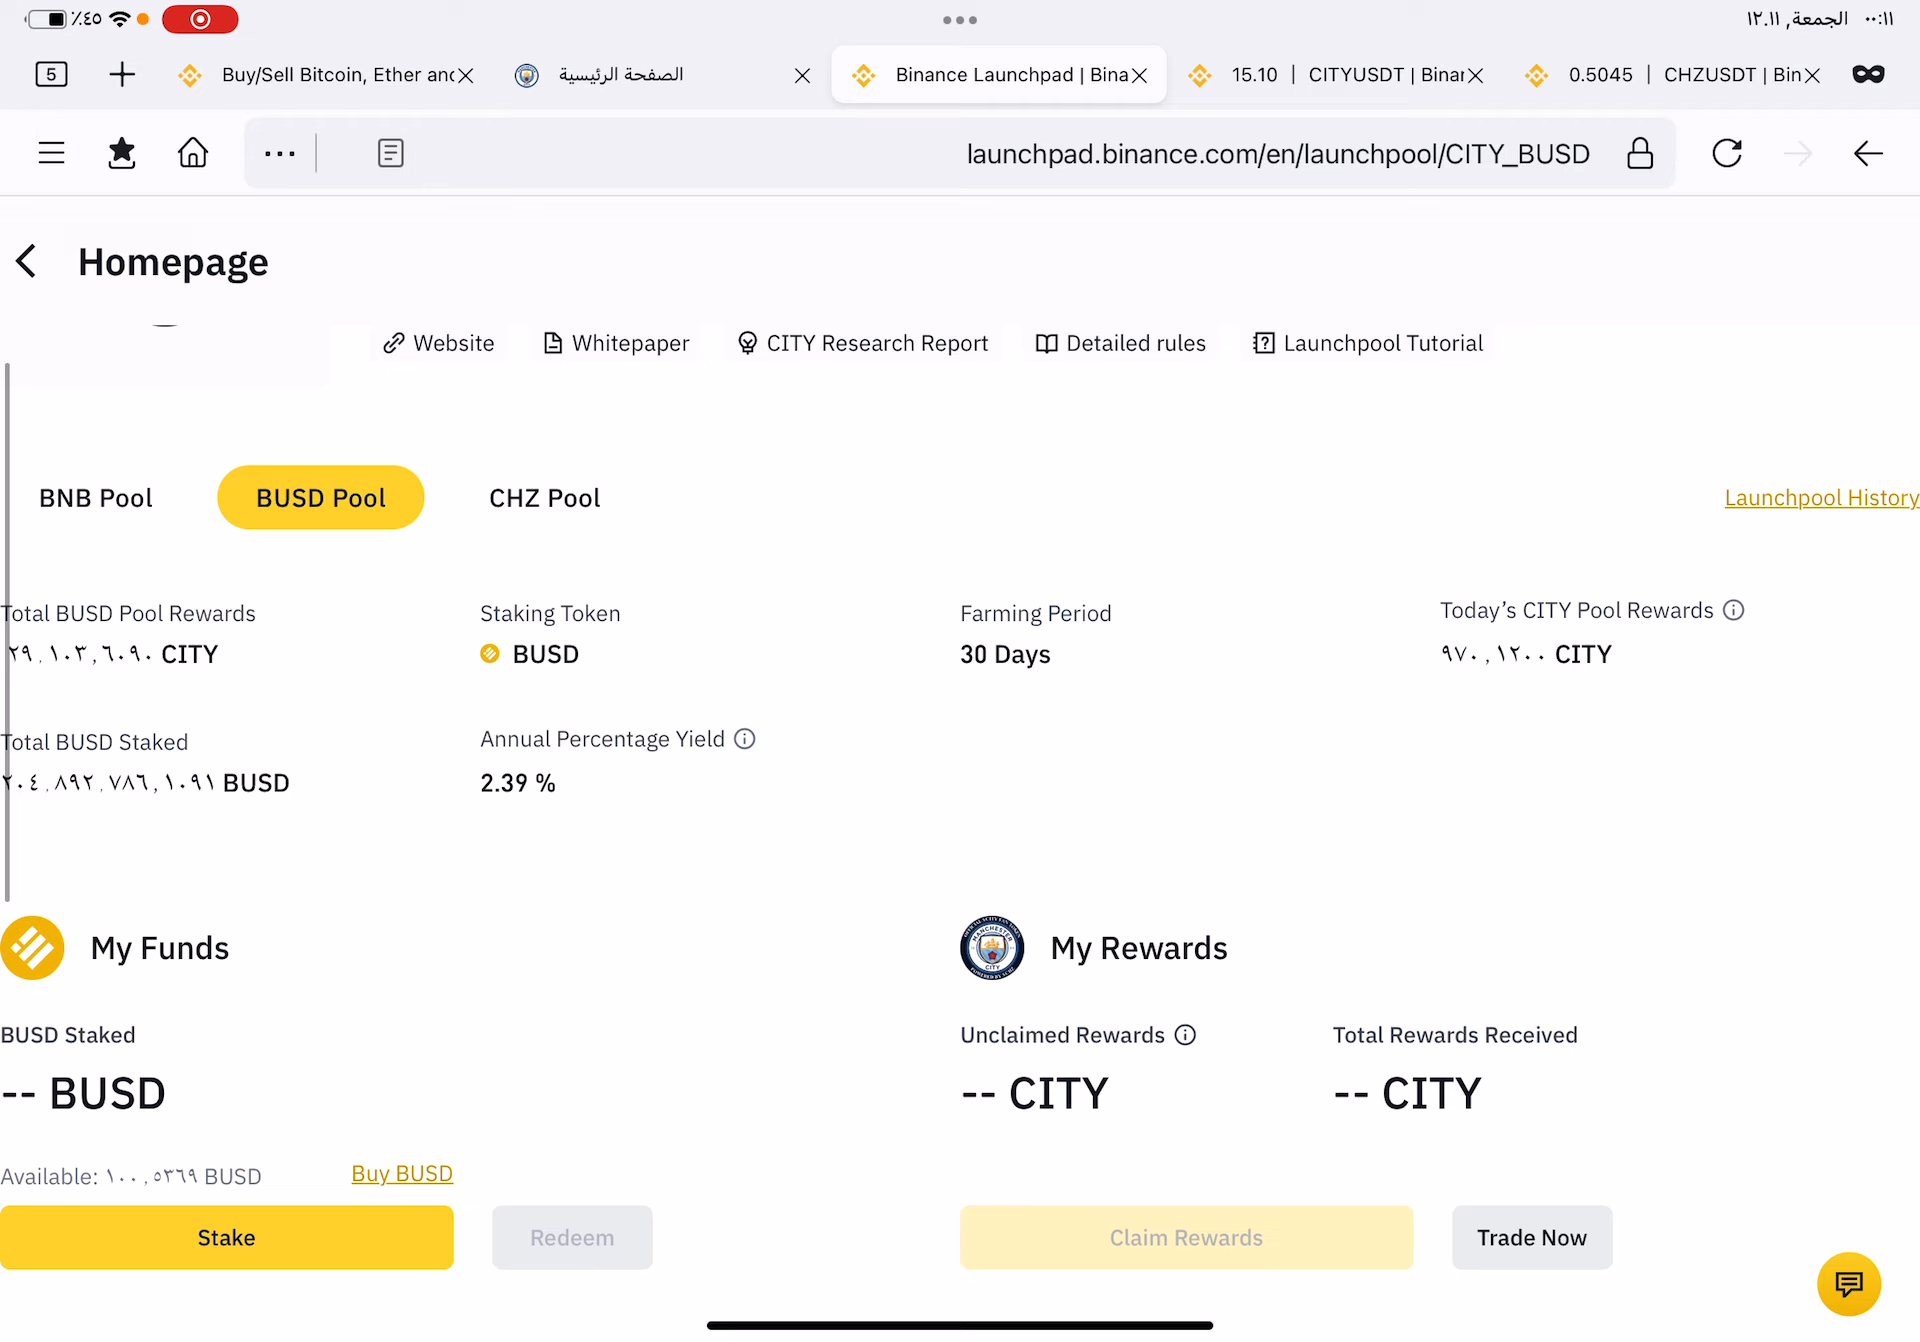 ٪٤٥
الجمعة, ١٢.١١ ٠٠:١١
5 Buy/Sell Bitcoin, Ether and
الصفحة الرئيسية
Binance Launchpad | Bina
15.10 | CITYUSDT | Binan
0.5045 | CHZUSDT | Bin
launchpad.binance.com/en/launchpool/CITY_BUSD
Homepage
Website Whitepaper CITY Research Report Detailed rules Launchpool Tutorial
BNB Pool BUSD Pool CHZ Pool Launchpool History
Total BUSD Pool Rewards Staking Token Farming Period Today’s CITY Pool Rewards
٢٩,١٠٣,٦٠٩٠ CITY BUSD 30 Days ٩٧٠,١٢٠٠ CITY
Total BUSD Staked Annual Percentage Yield
٢٠٤,٨٩٢,٧٨٦,١٠٩١ BUSD 2.39 %
My Funds My Rewards
BUSD Staked Unclaimed Rewards Total Rewards Received
-- BUSD -- CITY -- CITY
Available: ١٠٠,٥٣٦٩ BUSD Buy BUSD
Stake Redeem Claim Rewards Trade Now